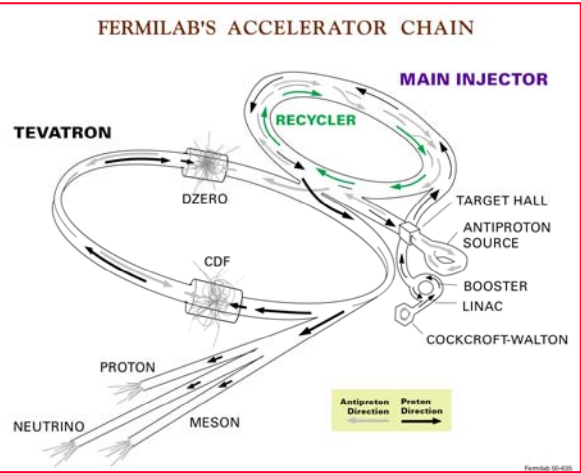 FERMILAB'S ACCELERATOR CHAIN
MAIN INJECTOR
TEVATRON
RECYCLER
DZERO
TARGET HALL
ANTIPROTON
SOURCE
CDF
BOOSTER
LINAC
COCKCROFT-WALTON
PROTON
Antiproton Proton
Direction Direction
NEUTRINO
MESON
Fermilab 00-635